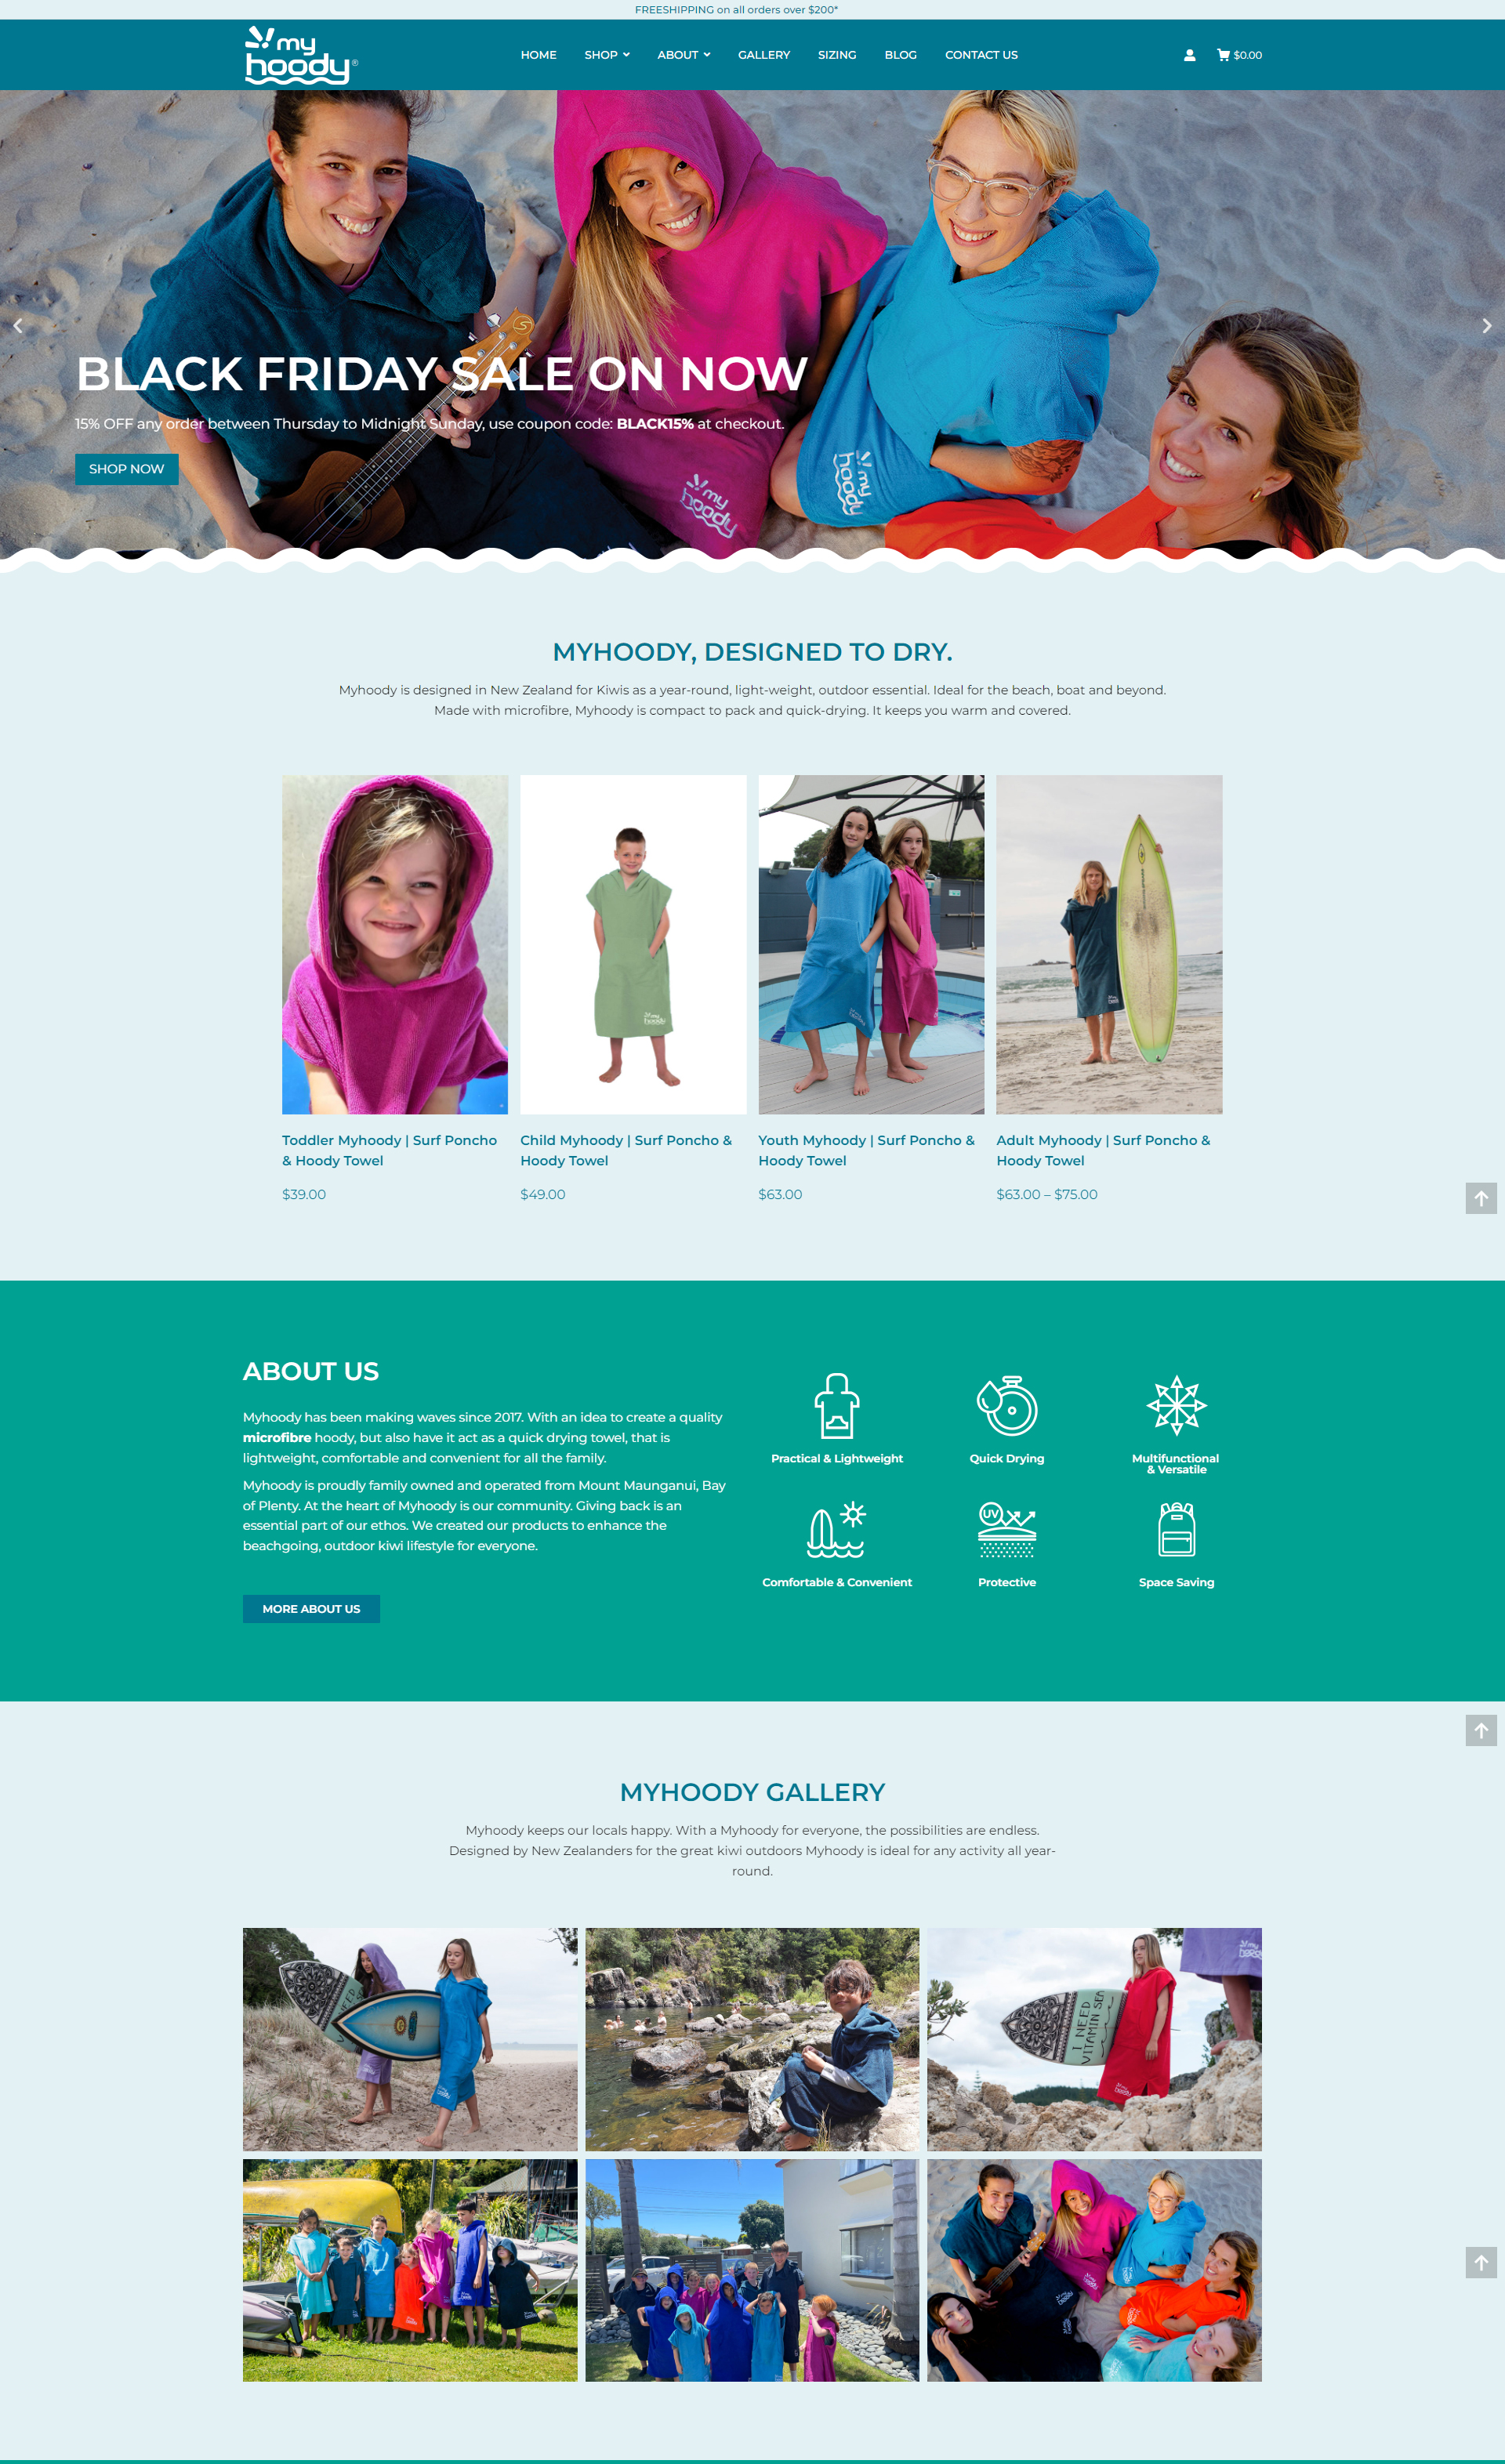 FREESHIPPING on all orders over $200*
my
hoody®
HOME
SHOP
ABOUT
GALLERY
SIZING
BLOG
CONTACT US
$0.00
BLACK FRIDAY SALE ON NOW
15% OFF any order between Thursday to Midnight Sunday, use coupon code: BLACK15% at checkout.
SHOP NOW
my
hoody
my
hoody
MYHOODY, DESIGNED TO DRY.
Myhoody is designed in New Zealand for Kiwis as a year-round, light-weight, outdoor essential. Ideal for the beach, boat and beyond.
Made with microfibre, Myhoody is compact to pack and quick-drying. It keeps you warm and covered.
my
hoody
Toddler Myhoody | Surf Poncho
& Hoody Towel
$39.00
Child Myhoody | Surf Poncho &
Hoody Towel
$49.00
Youth Myhoody | Surf Poncho &
Hoody Towel
$63.00
Adult Myhoody | Surf Poncho &
Hoody Towel
$63.00 – $75.00
ABOUT US
Myhoody has been making waves since 2017. With an idea to create a quality
microfibre hoody, but also have it act as a quick drying towel, that is
lightweight, comfortable and convenient for all the family.
Myhoody is proudly family owned and operated from Mount Maunganui, Bay
of Plenty. At the heart of Myhoody is our community. Giving back is an
essential part of our ethos. We created our products to enhance the
beachgoing, outdoor kiwi lifestyle for everyone.
MORE ABOUT US
Practical & Lightweight
Quick Drying
Multifunctional
& Versatile
UV
Comfortable & Convenient
Protective
Space Saving
MYHOODY GALLERY
Myhoody keeps our locals happy. With a Myhoody for everyone, the possibilities are endless.
Designed by New Zealanders for the great kiwi outdoors Myhoody is ideal for any activity all year-
round.
I NEED
VITAMIN SEA
my
hoody